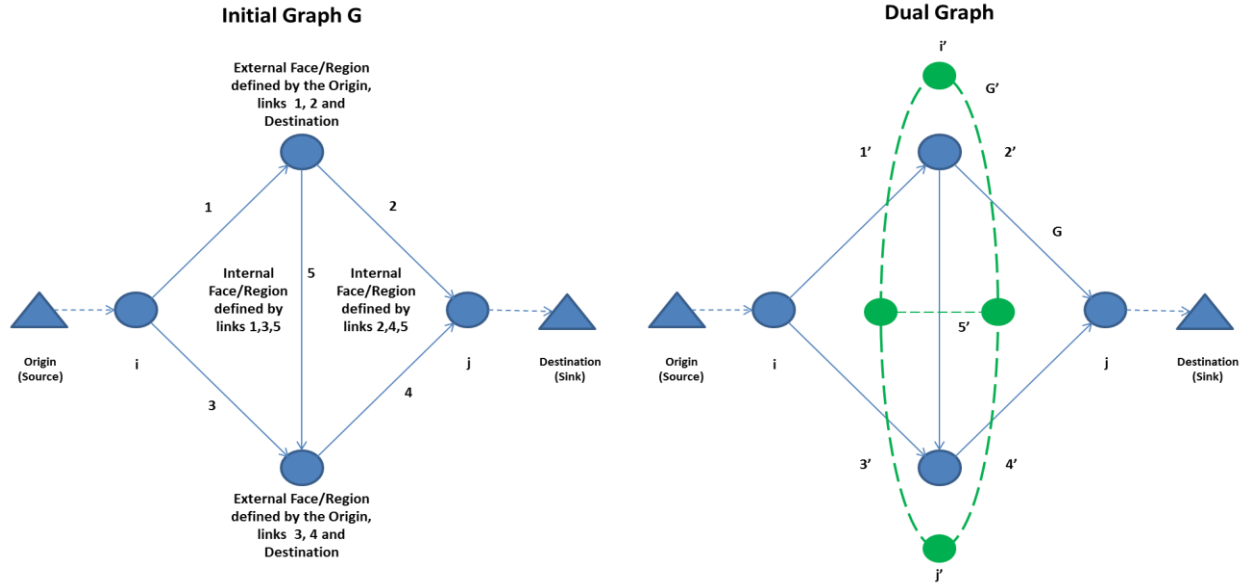 Initial Graph G
External Face/Region
defined by the Origin,
links 1, 2 and
Destination
1
2
Internal
Face/Region
defined by
links 1,3,5
5
Internal
Face/Region
defined by
links 2,4,5
Origin
(Source)
i
j
Destination
(Sink)
3
4
External Face/Region
defined by the Origin,
links 3, 4 and
Destination
Dual Graph
i’
G’
1’
2’
G
5’
Origin
(Source)
i
j
Destination
(Sink)
3’
4’
j’